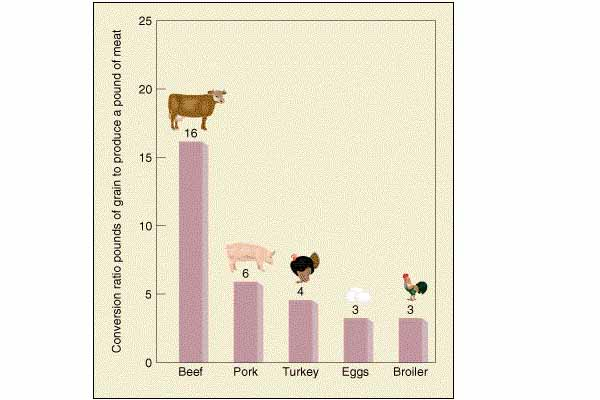 Conversion ratio pounds of grain to produce a pound of meat
25
20
15
10
5
0
16
6
4
3
3
Beef
Pork
Turkey
Eggs
Broiler